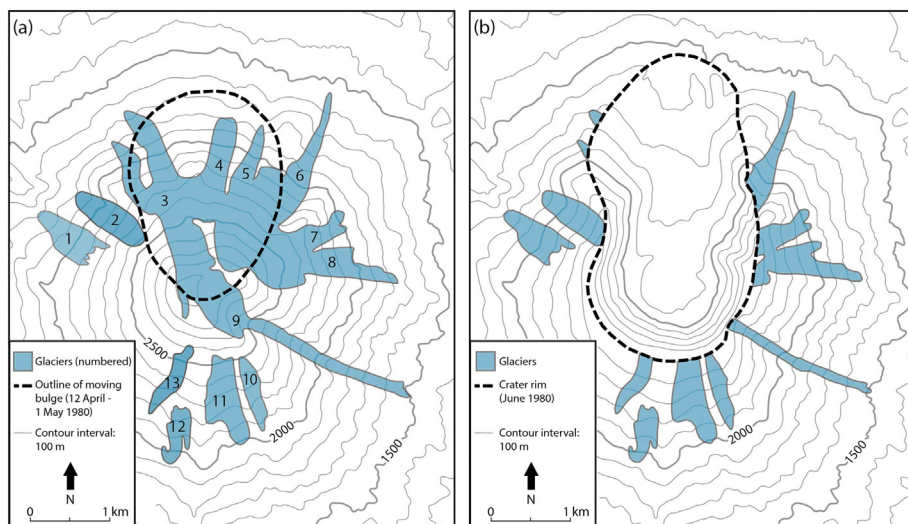 (a)
4
5
6
3
2
1
7
8
9
2500
13
10
11
12
2000
1500
Glaciers (numbered)
Outline of moving
bulge (12 April -
1 May 1980)
Contour interval:
100 m
N
0 1 km
(b)
2000
1500
Glaciers
Crater rim
(June 1980)
Contour interval:
100 m
N
0 1 km